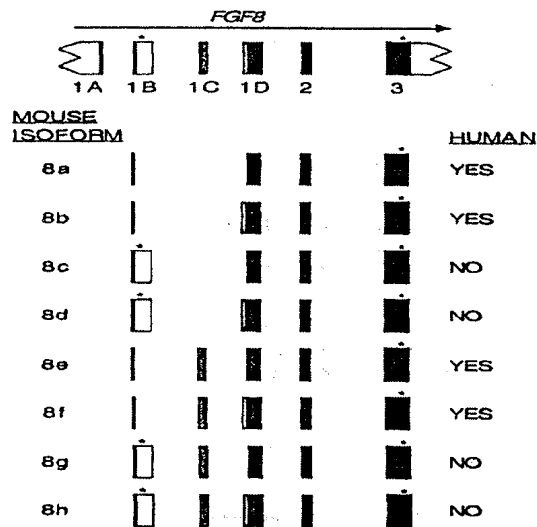 FGF8
* *
1A 1B 1C 1D 2 3
MOUSE
ISOFORM HUMAN
8a * YES
8b * YES
8c * * NO
8d * * NO
8e * YES
8f * YES
8g * * NO
8h * * NO